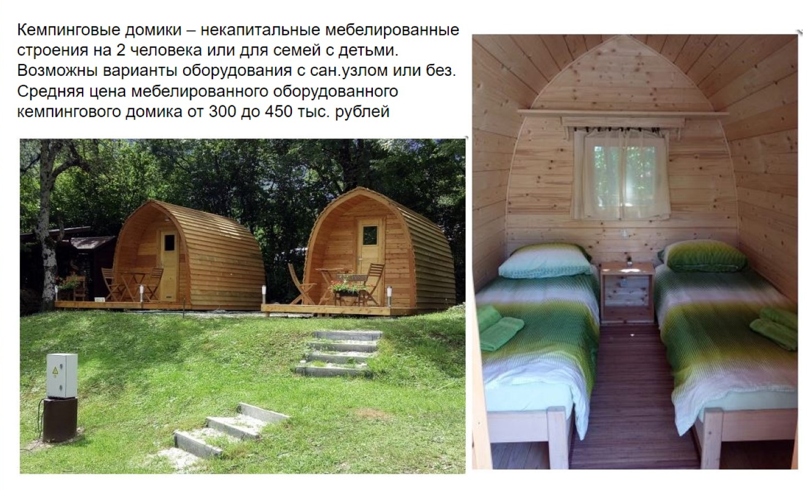 Кемпинговые домики – некапитальные мебелированные
строения на 2 человека или для семей с детьми.
Возможны варианты оборудования с сан.узлом или без.
Средняя цена мебелированного оборудованного
кемпингового домика от 300 до 450 тыс. рублей